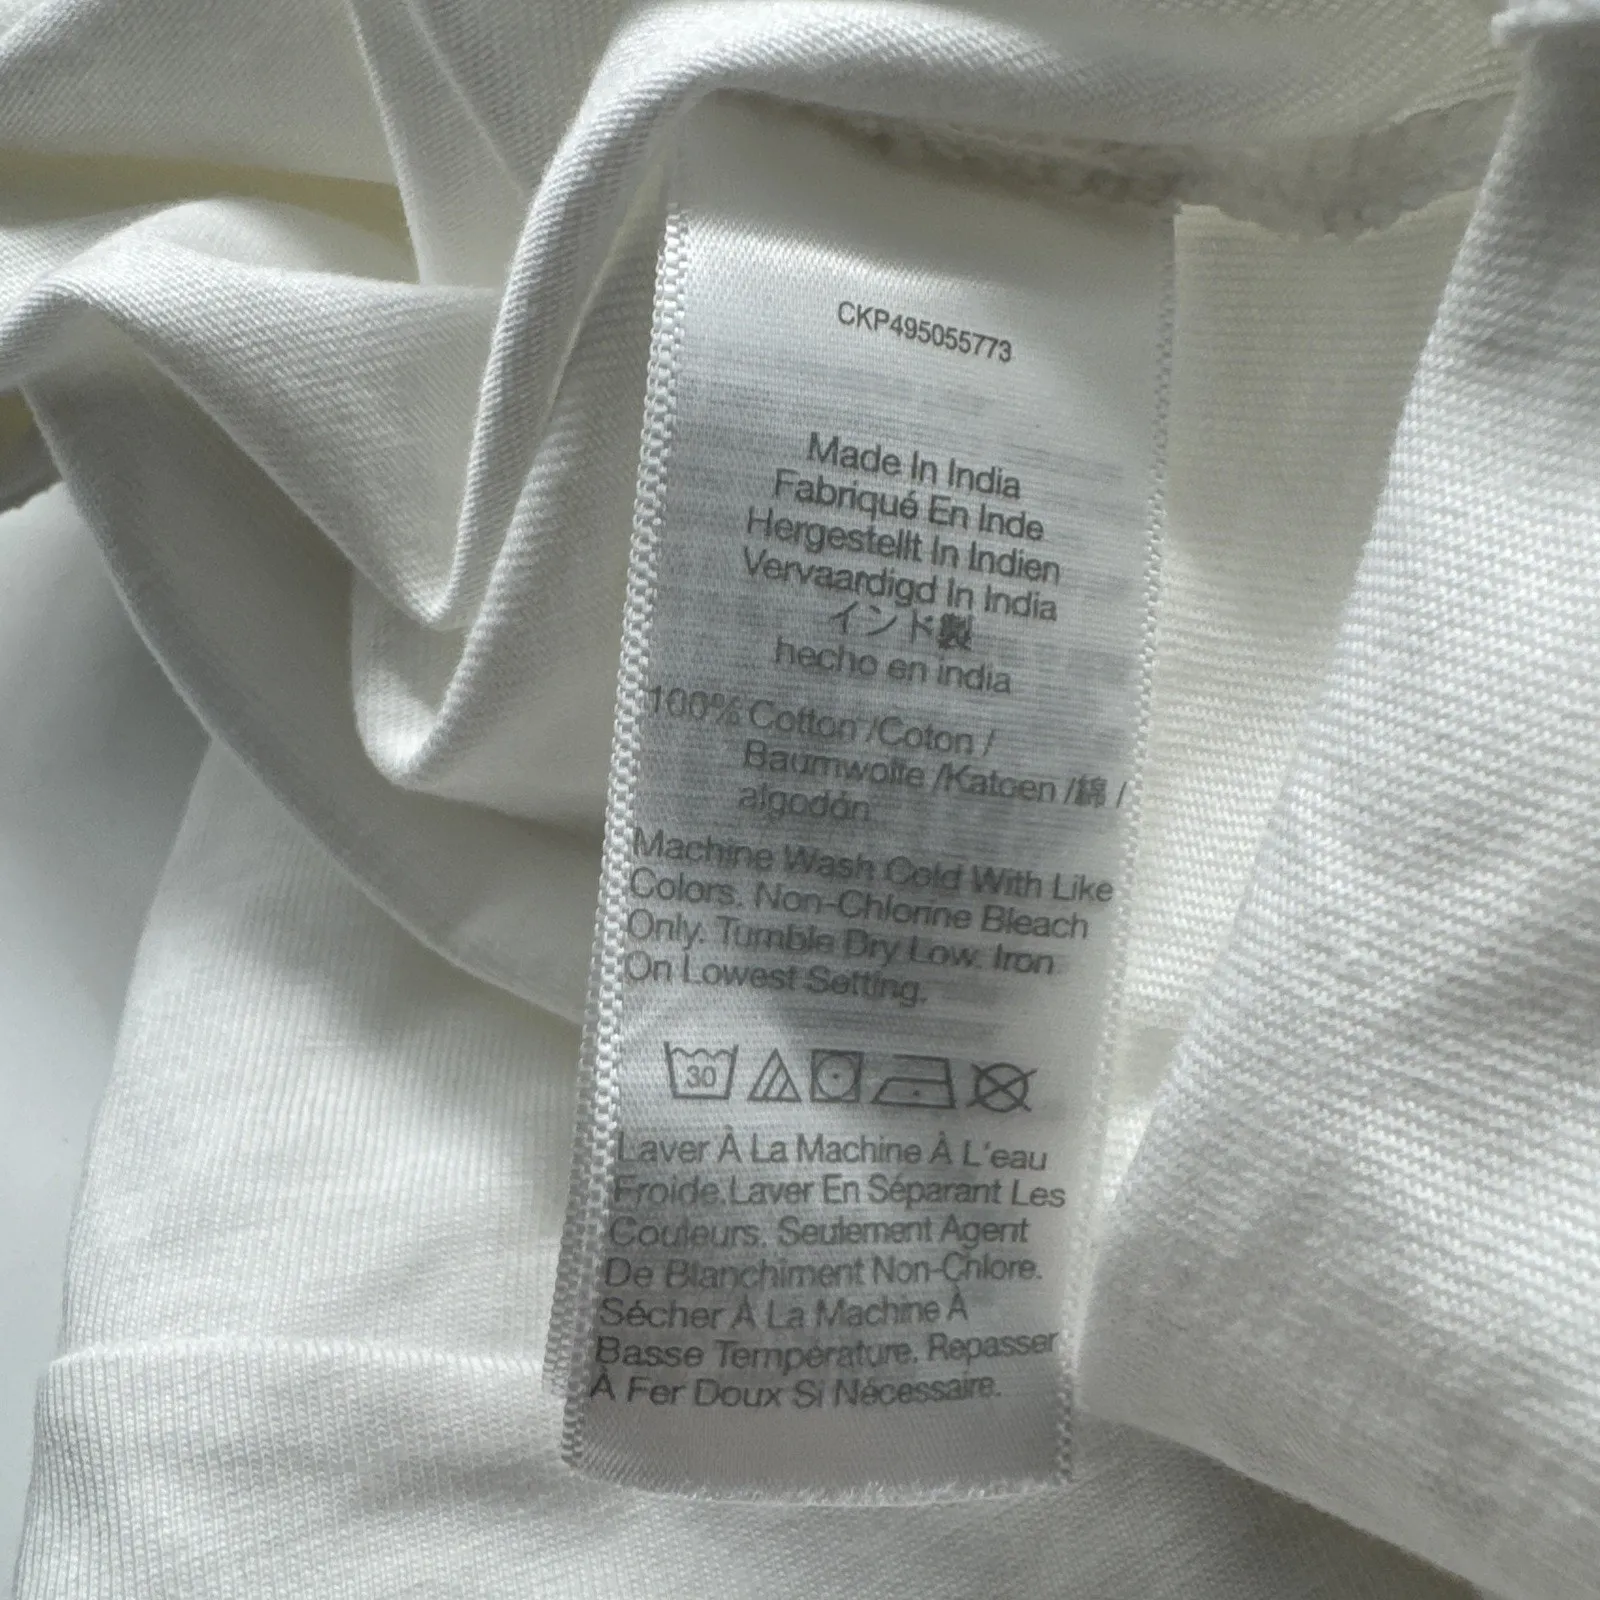 CKP495055773
Made In India
Fabriqué En Inde
Hergestellt In Indien
Vervaardigd In India
インド製
hecho en india
100% Cotton /Coton /
Baumwolle /Katoen /綿 /
algodón
Machine Wash Cold With Like
Colors. Non-Chlorine Bleach
Only. Tumble Dry Low. Iron
On Lowest Setting.
30
Laver À La Machine À L'eau
Froide.Laver En Séparant Les
Couleurs. Seulement Agent
De Blanchiment Non-Chlore.
Sécher À La Machine À
Basse Température. Repasser
À Fer Doux Si Nécessaire.